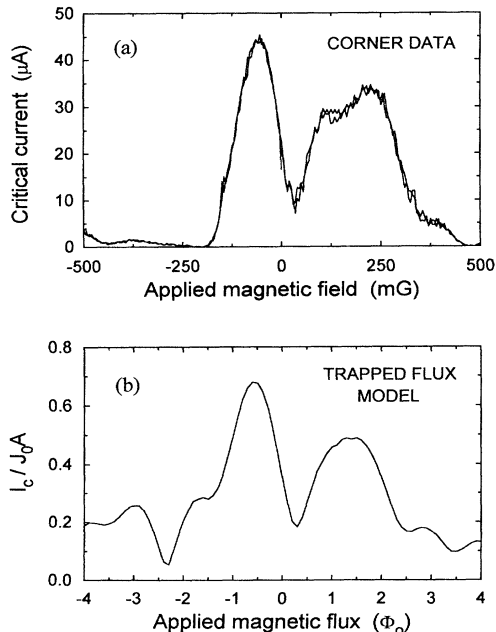 (a)
CORNER DATA
Critical current (μA)
50
40
30
20
10
0
-500 -250 0 250 500
Applied magnetic field (mG)
(b)
TRAPPED FLUX
MODEL
I_c / J_0A
0.8
0.6
0.4
0.2
0.0
-4 -3 -2 -1 0 1 2 3 4
Applied magnetic flux (Φ_o)